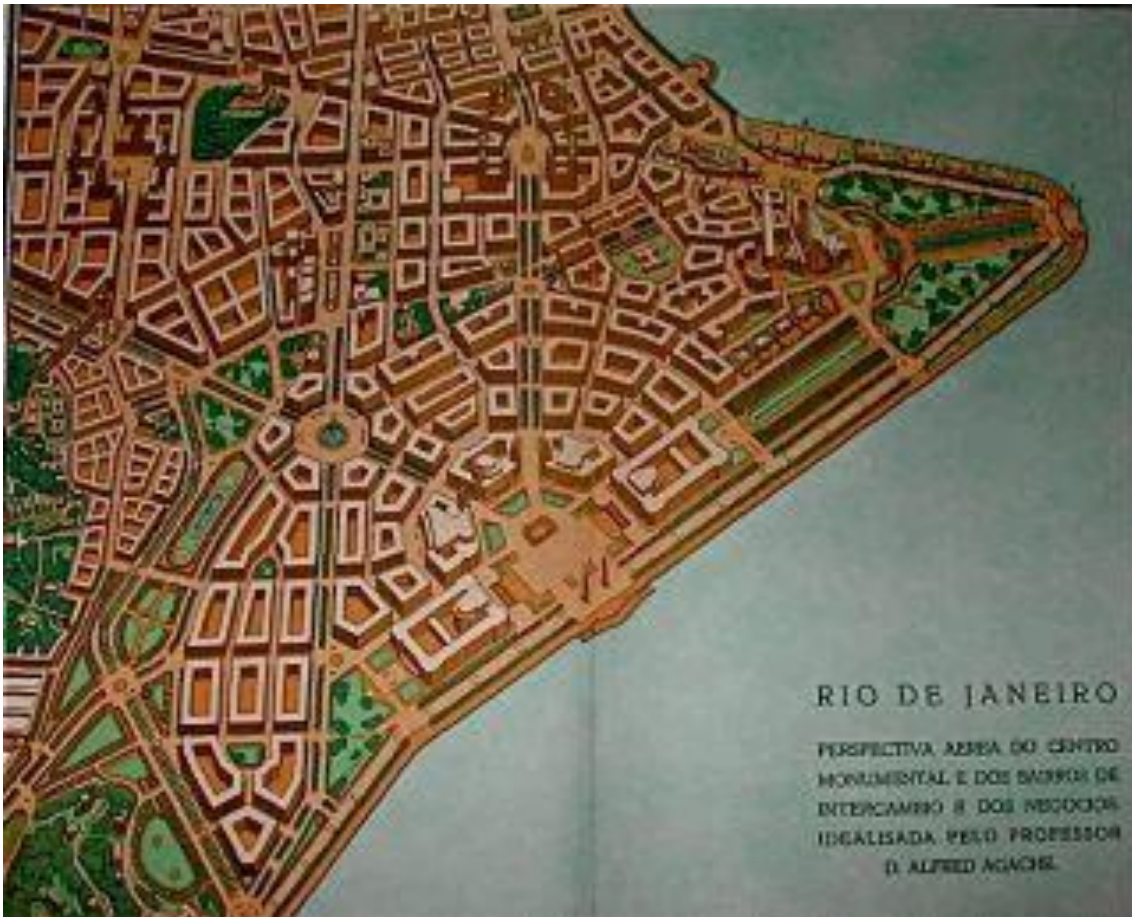 RIO DE JANEIRO
PERSPECTIVA AEREA DO CENTRO
MONUMENTAL E DOS BAIRROS DE
INTERCAMBIO E DOS NEGOCIOS
IDEALISADA PELO PROFESSOR
D. ALFRED AGACHE.